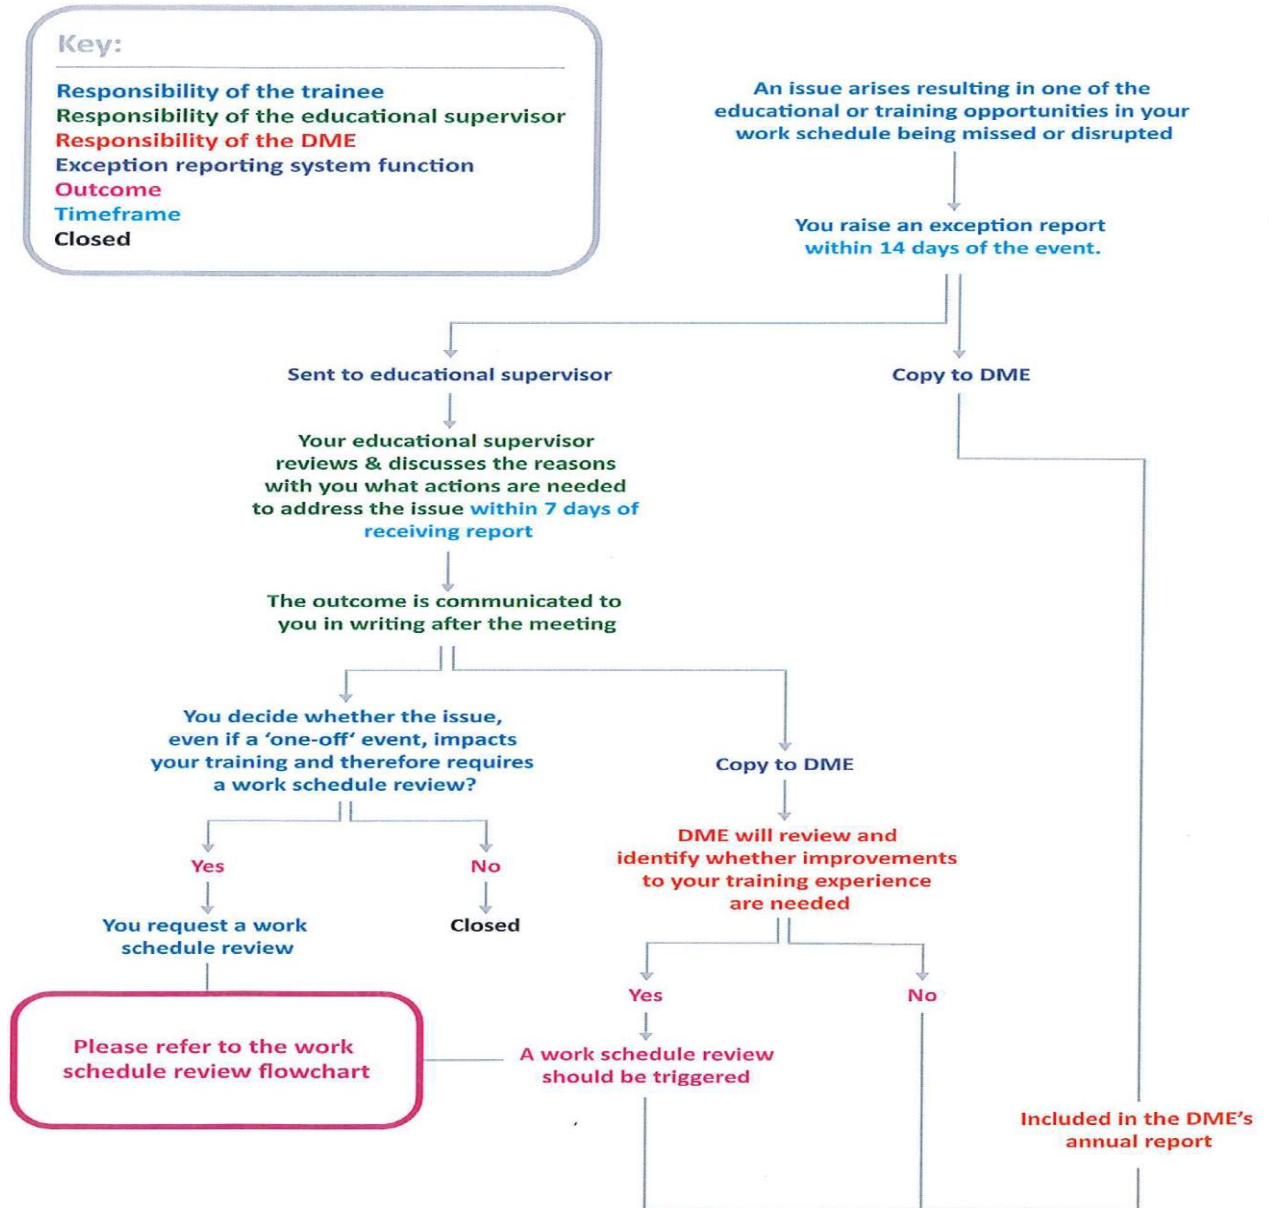 Key:
Responsibility of the trainee
Responsibility of the educational supervisor
Responsibility of the DME
Exception reporting system function
Outcome
Timeframe
Closed
An issue arises resulting in one of the
educational or training opportunities in your
work schedule being missed or disrupted
You raise an exception report
within 14 days of the event.
Sent to educational supervisor
Copy to DME
Your educational supervisor
reviews & discusses the reasons
with you what actions are needed
to address the issue within 7 days of
receiving report
The outcome is communicated to
you in writing after the meeting
You decide whether the issue,
even if a ‘one-off‘ event, impacts
your training and therefore requires
a work schedule review?
Copy to DME
DME will review and
identify whether improvements
to your training experience
are needed
Yes
No
You request a work
schedule review
Closed
Yes
No
Please refer to the work
schedule review flowchart
A work schedule review
should be triggered
Included in the DME’s
annual report